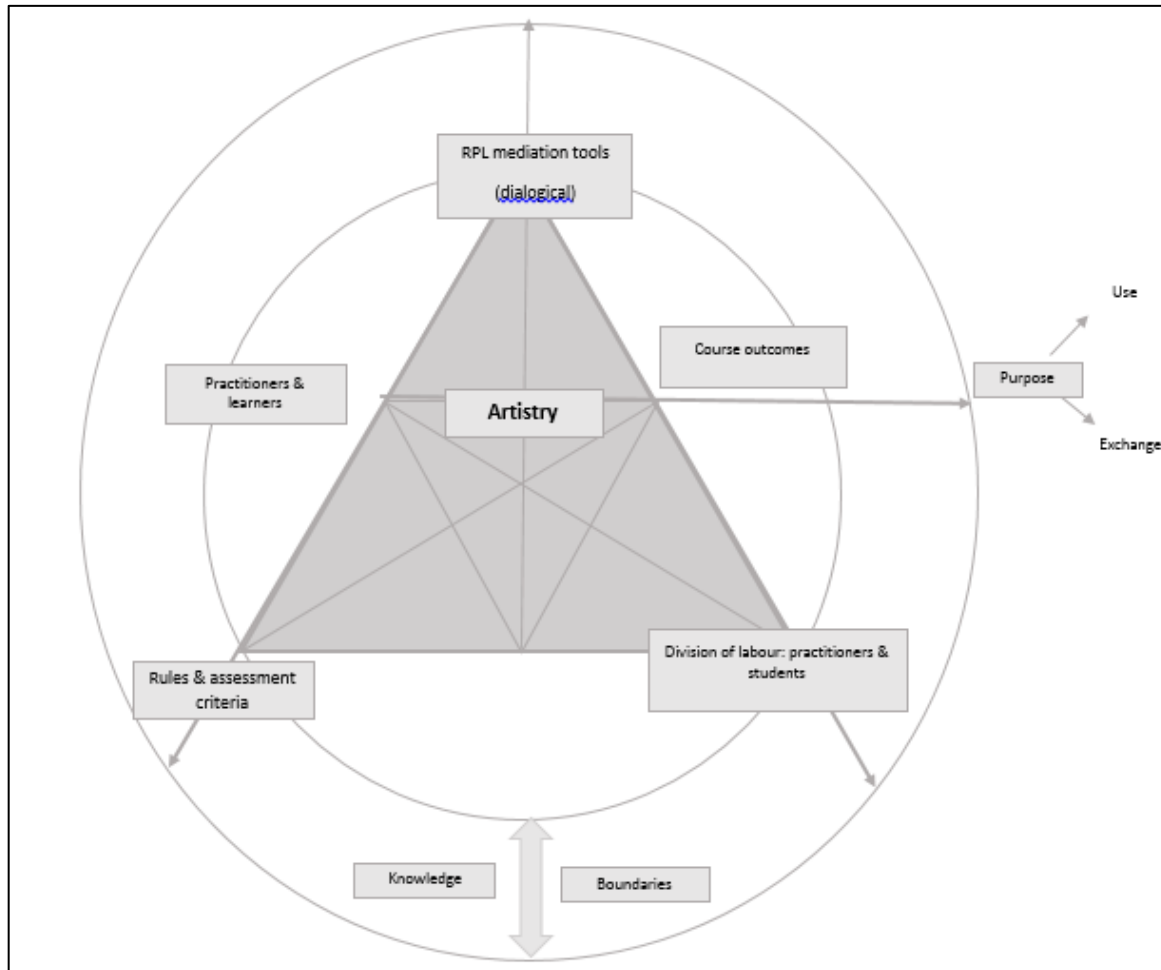 RPL mediation tools
(dialogical)
Use
Course outcomes
Practitioners &
learners
Purpose
Artistry
Exchange
Division of labour: practitioners &
students
Rules & assessment
criteria
Knowledge
Boundaries